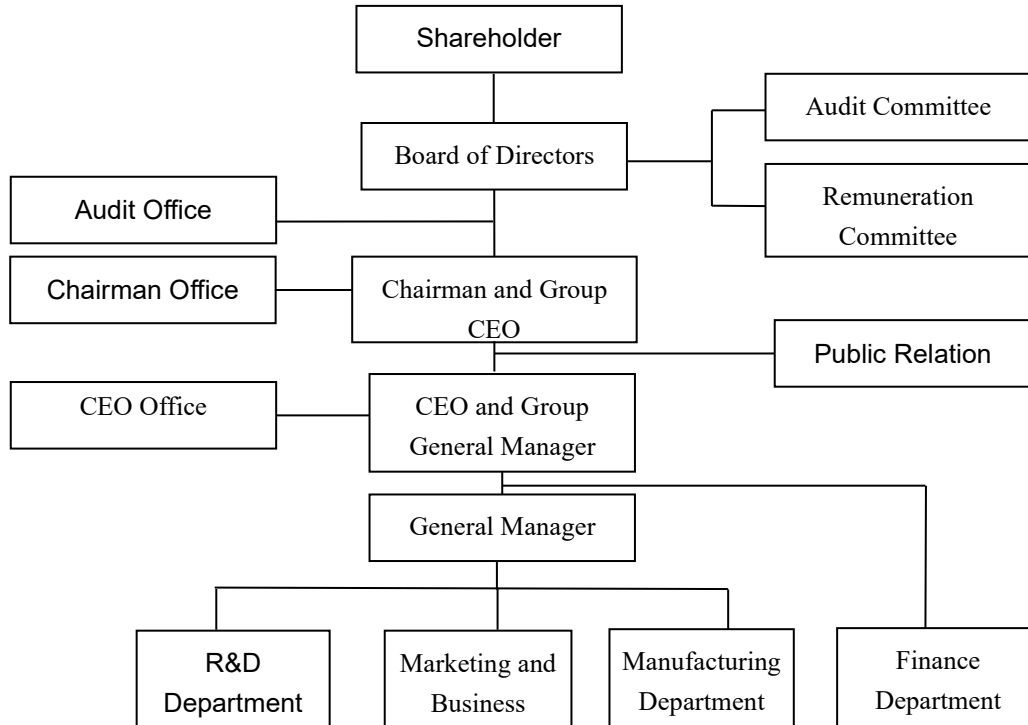 Shareholder
Audit Committee
Board of Directors
Remuneration
Committee
Audit Office
Chairman Office
Chairman and Group
CEO
Public Relation
CEO Office
CEO and Group
General Manager
General Manager
R&D
Department
Marketing and
Business
Manufacturing
Department
Finance
Department